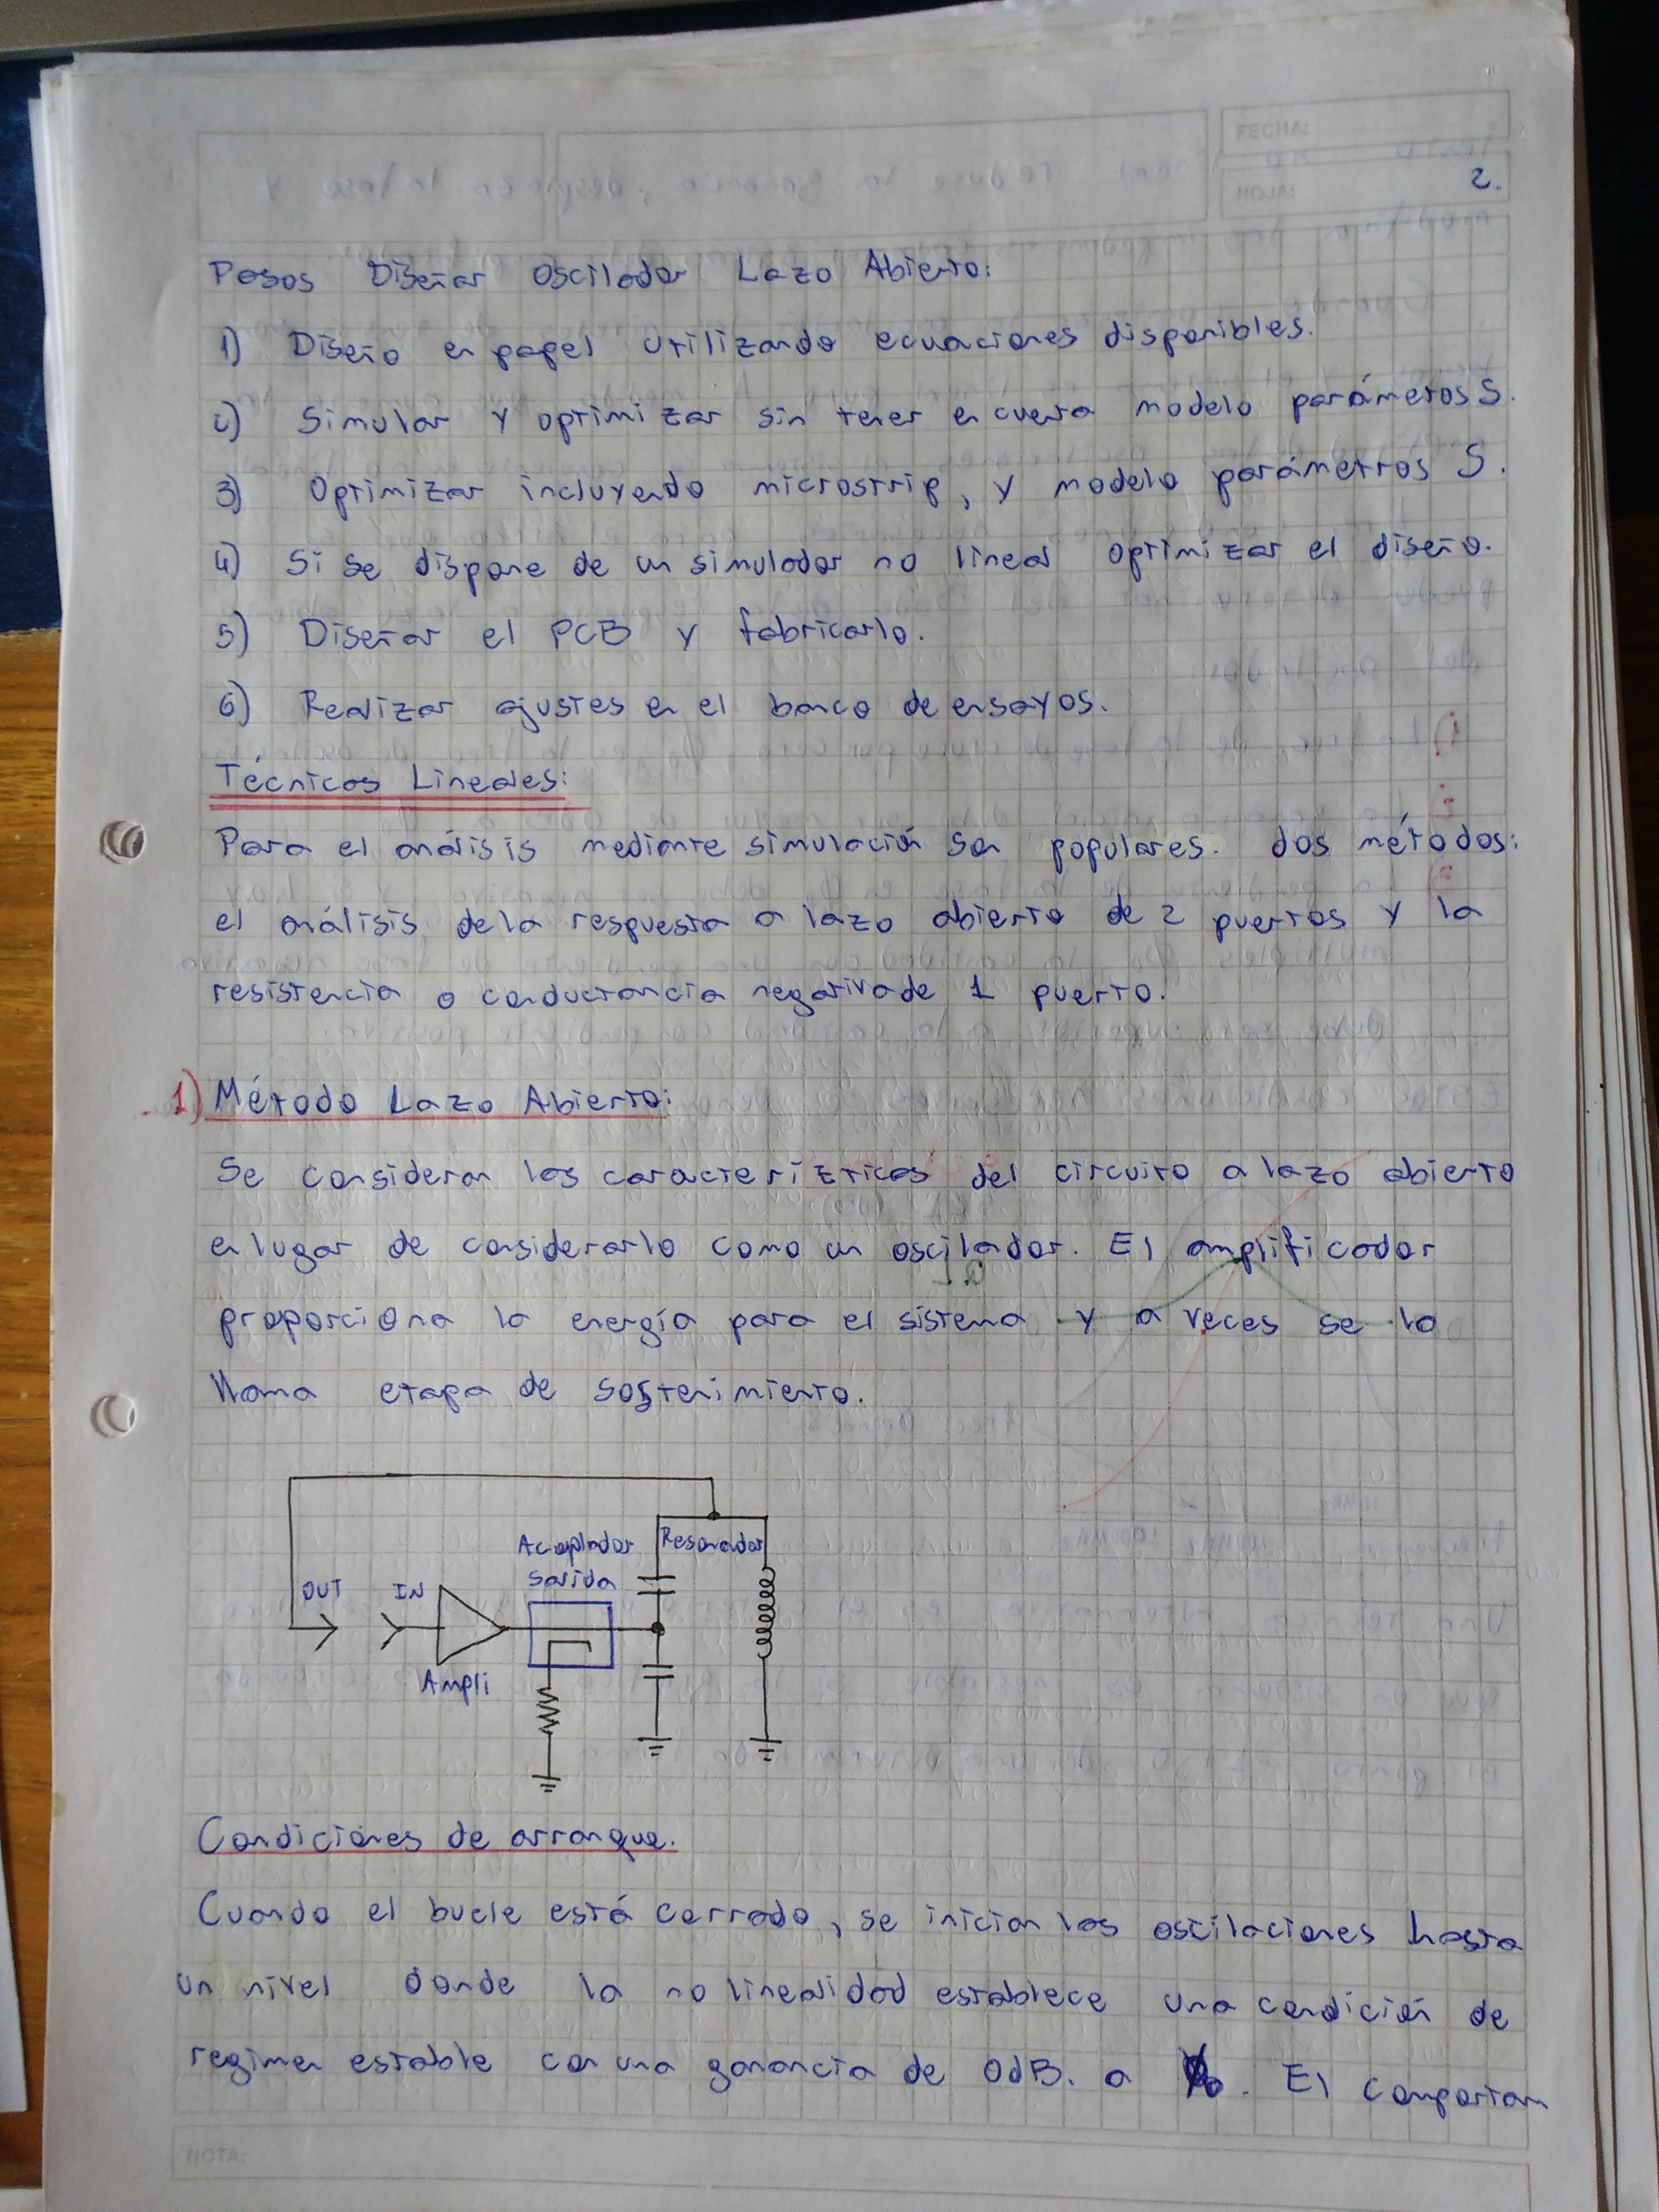 FECHA:
HOJA: 2.
Pasos Diseñar Oscilador Lazo Abierto:
1) Diseño en papel utilizando ecuaciones disponibles.
2) Simular y optimizar sin tener en cuenta modelo parámetros S.
3) Optimizar incluyendo microstrip, y modelo parámetros S.
4) Si se dispone de un simulador no lineal optimizar el diseño.
5) Diseñar el PCB y fabricarlo.
6) Realizar ajustes en el banco de ensayos.
Técnicas Lineales:
Para el análisis mediante simulación son populares. dos métodos:
el análisis de la respuesta a lazo abierto de 2 puertos y la
resistencia o conductancia negativa de 1 puerto.
1) Método Lazo Abierto:
Se consideran las caracterízticas del circuito a lazo abierto
en lugar de considerarlo como un oscilador. El amplificador
proporciona la energía para el sistema y a veces se lo
llama etapa de sostenimiento.
Acoplador
salida
Resonador
OUT
IN
Ampli
Condiciones de arranque.
Cuando el bucle está cerrado, se inician las oscilaciones hasta
un nivel donde la no linealidad establece una condición de
regimen estable con una ganancia de 0dB. a . El comportam
NOTA: